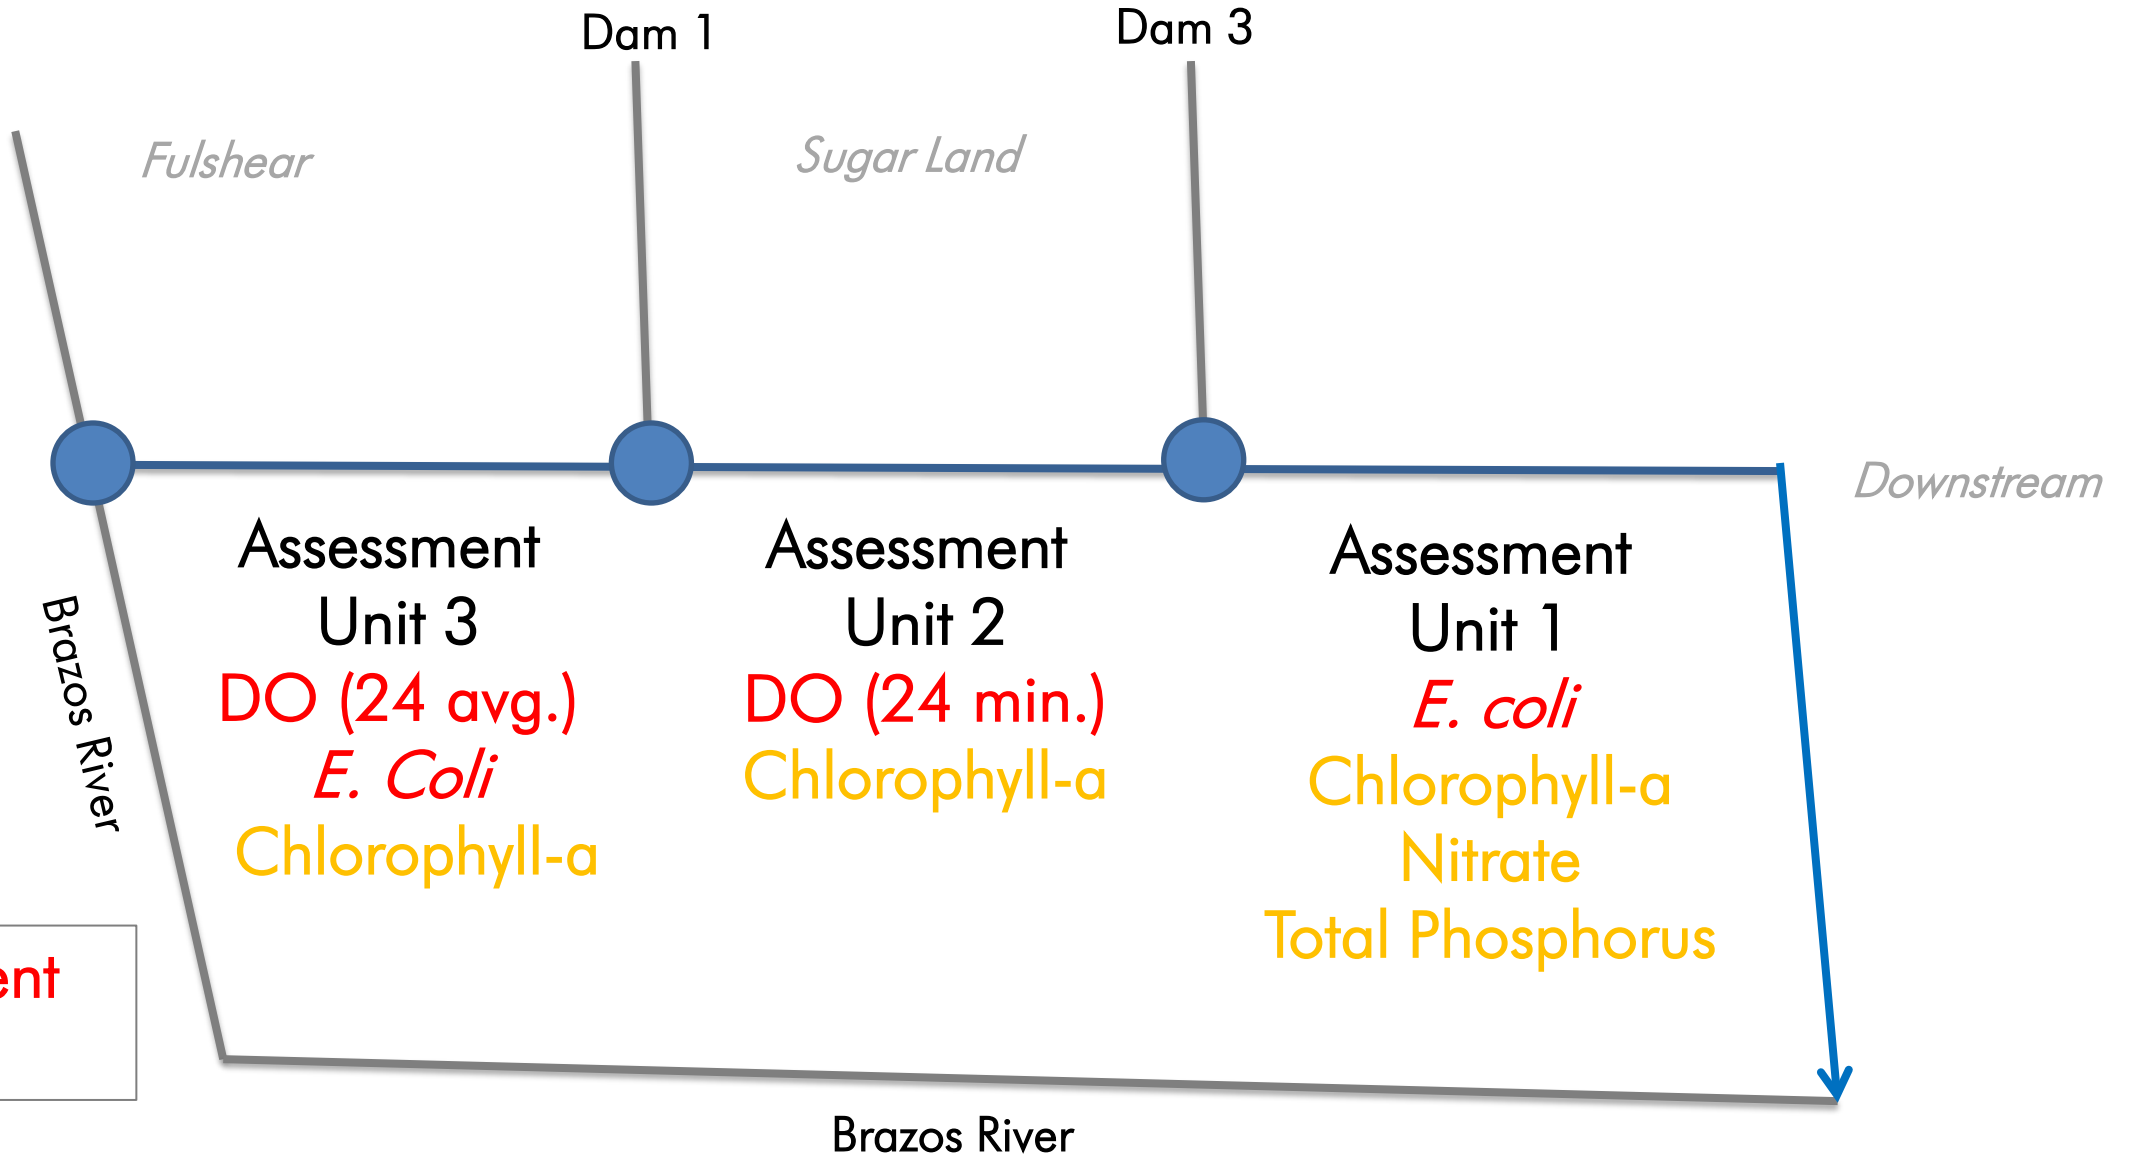 Dam 1
Dam 3
Fulshear
Sugar Land
Downstream
Assessment
Unit 3
DO (24 avg.)
E. Coli
Chlorophyll-a
Assessment
Unit 2
DO (24 min.)
Chlorophyll-a
Assessment
Unit 1
E. coli
Chlorophyll-a
Nitrate
Total Phosphorus
Brazos River
Brazos River